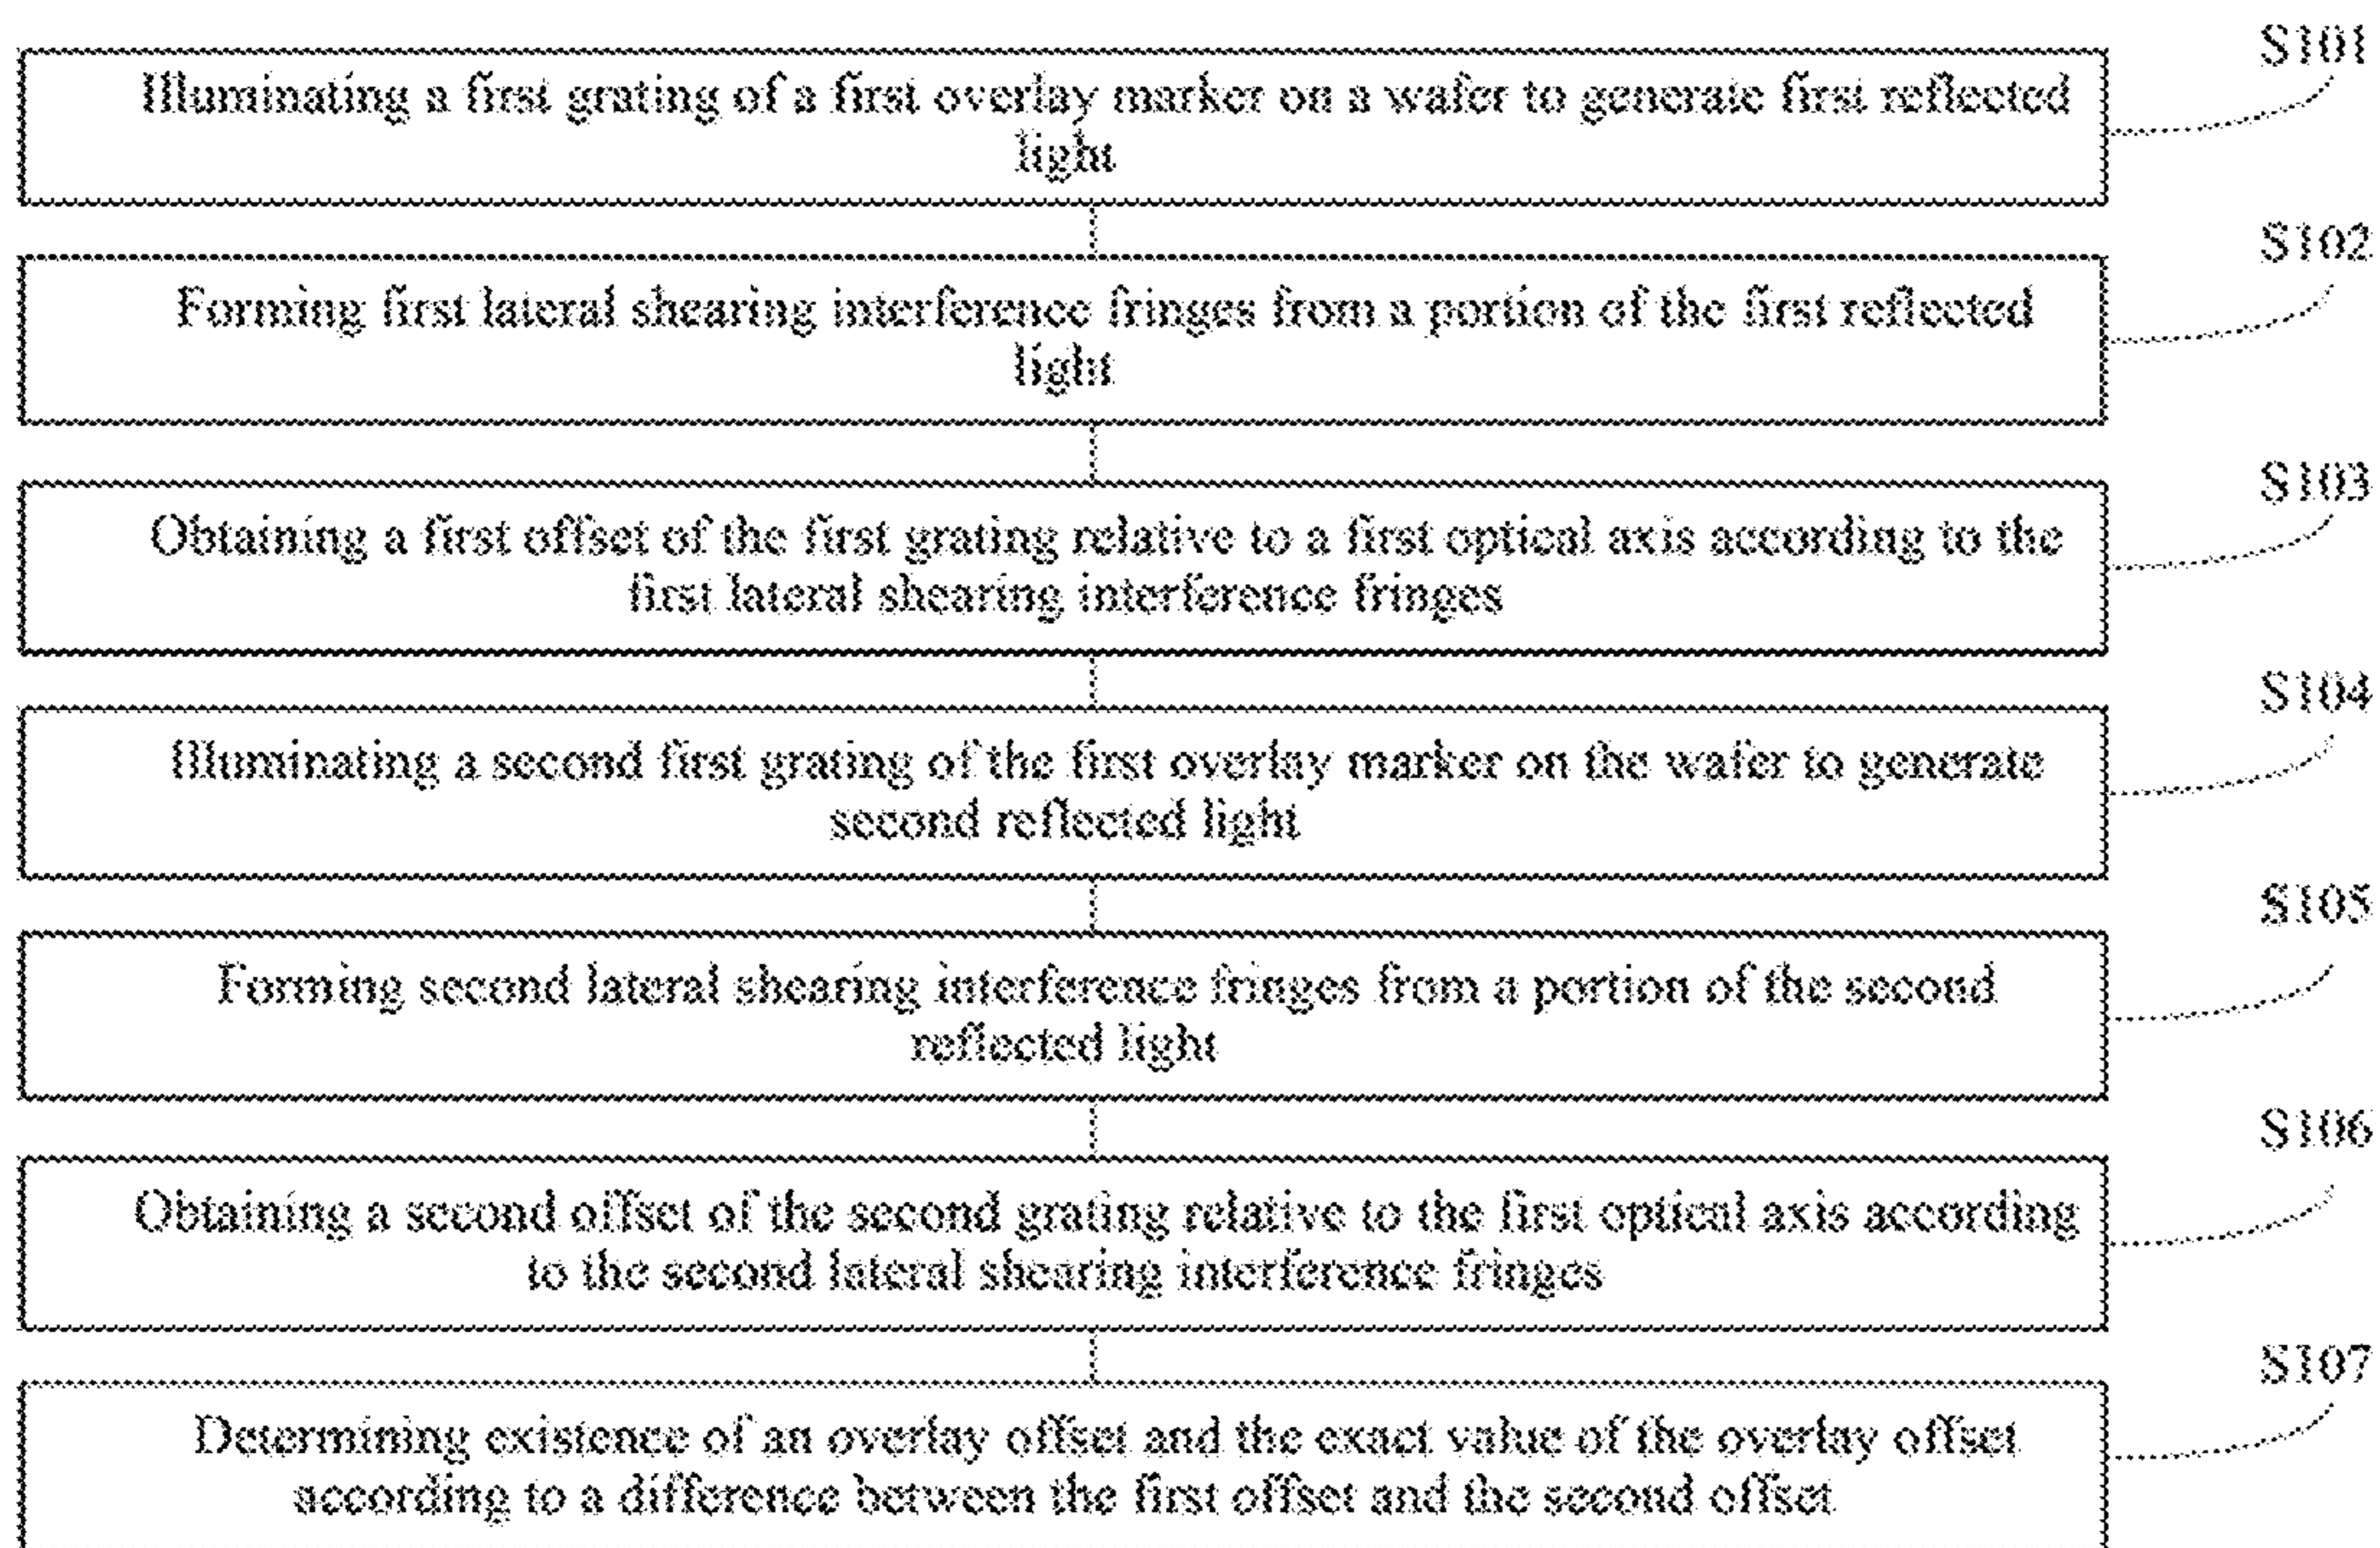 S101
Illuminating a first grating of a first overlay marker on a wafer to generate first reflected
light
S102
Forming first lateral shearing interference fringes from a portion of the first reflected
light
S103
Obtaining a first offset of the first grating relative to a first optical axis according to the
first lateral shearing interference fringes
S104
Illuminating a second first grating of the first overlay marker on the wafer to generate
second reflected light
S105
Forming second lateral shearing interference fringes from a portion of the second
reflected light
S106
Obtaining a second offset of the second grating relative to the first optical axis according
to the second lateral shearing interference fringes
S107
Determining existence of an overlay offset and the exact value of the overlay offset
according to a difference between the first offset and the second offset